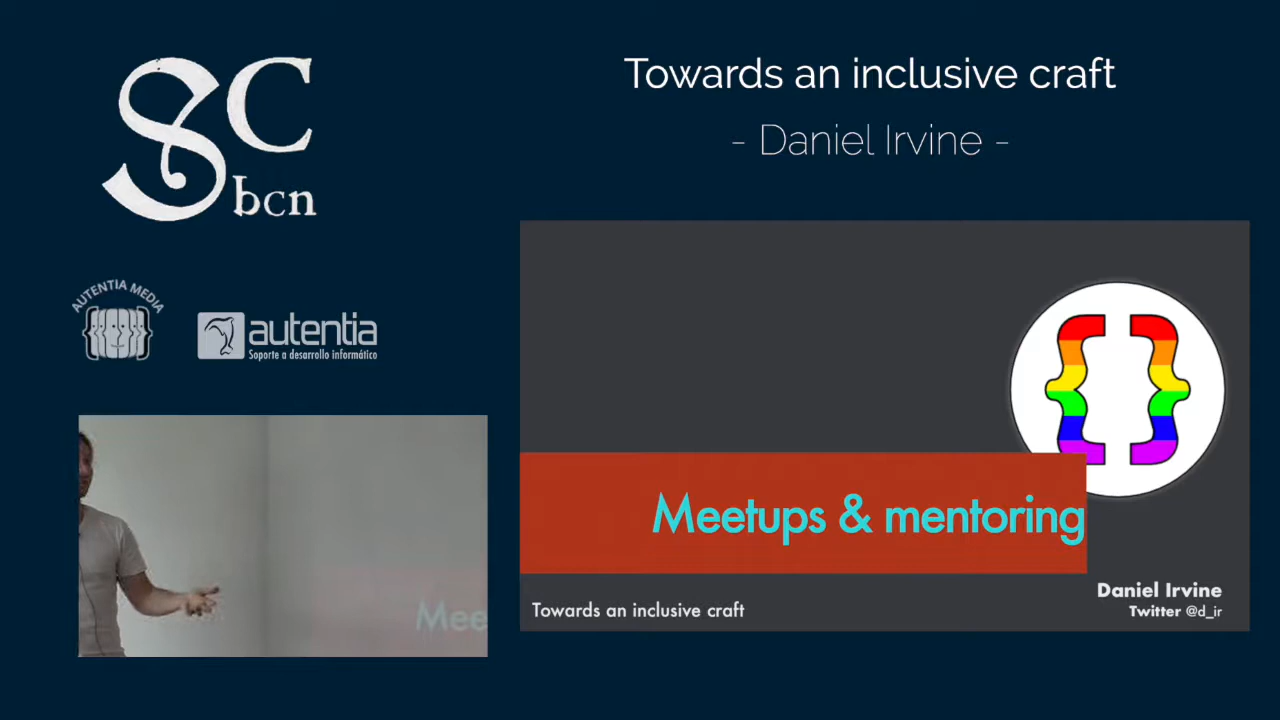 SC
bcn
Towards an inclusive craft
- Daniel Irvine -
AUTENTIA MEDIA
autentia
Soporte a desarrollo informático
Meetups & mentoring
Daniel Irvine
Twitter @d_ir
Towards an inclusive craft
Mee